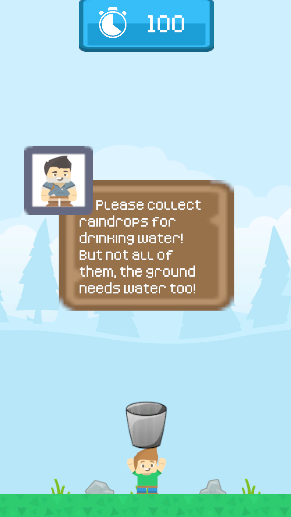 100
Please collect
raindrops for
drinking water!
But not all of
them, the ground
needs water too!